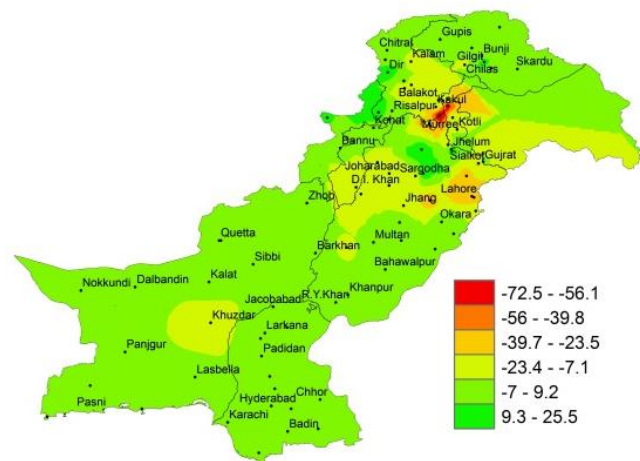 Gupis
Chitral
Kalam
Bunji
Gilgit
Skardu
Dir
Chilas
Balakot
Kakul
Risalpur
Kohat
Murree
Kotli
Bannu
Jhelum
Sialkot
Gujrat
Joharabad
Sargodha
D.I. Khan
Zhob
Jhang
Lahore
Okara
Quetta
Multan
Barkhan
Sibbi
Bahawalpur
Nokkundi
Dalbandin
Kalat
R.Y.Khan
Khanpur
Jacobabad
Khuzdar
Larkana
Panjgur
Padidan
Lasbella
Pasni
Hyderabad
Chhor
Karachi
Badin
-72.5 - -56.1
-56 - -39.8
-39.7 - -23.5
-23.4 - -7.1
-7 - 9.2
9.3 - 25.5